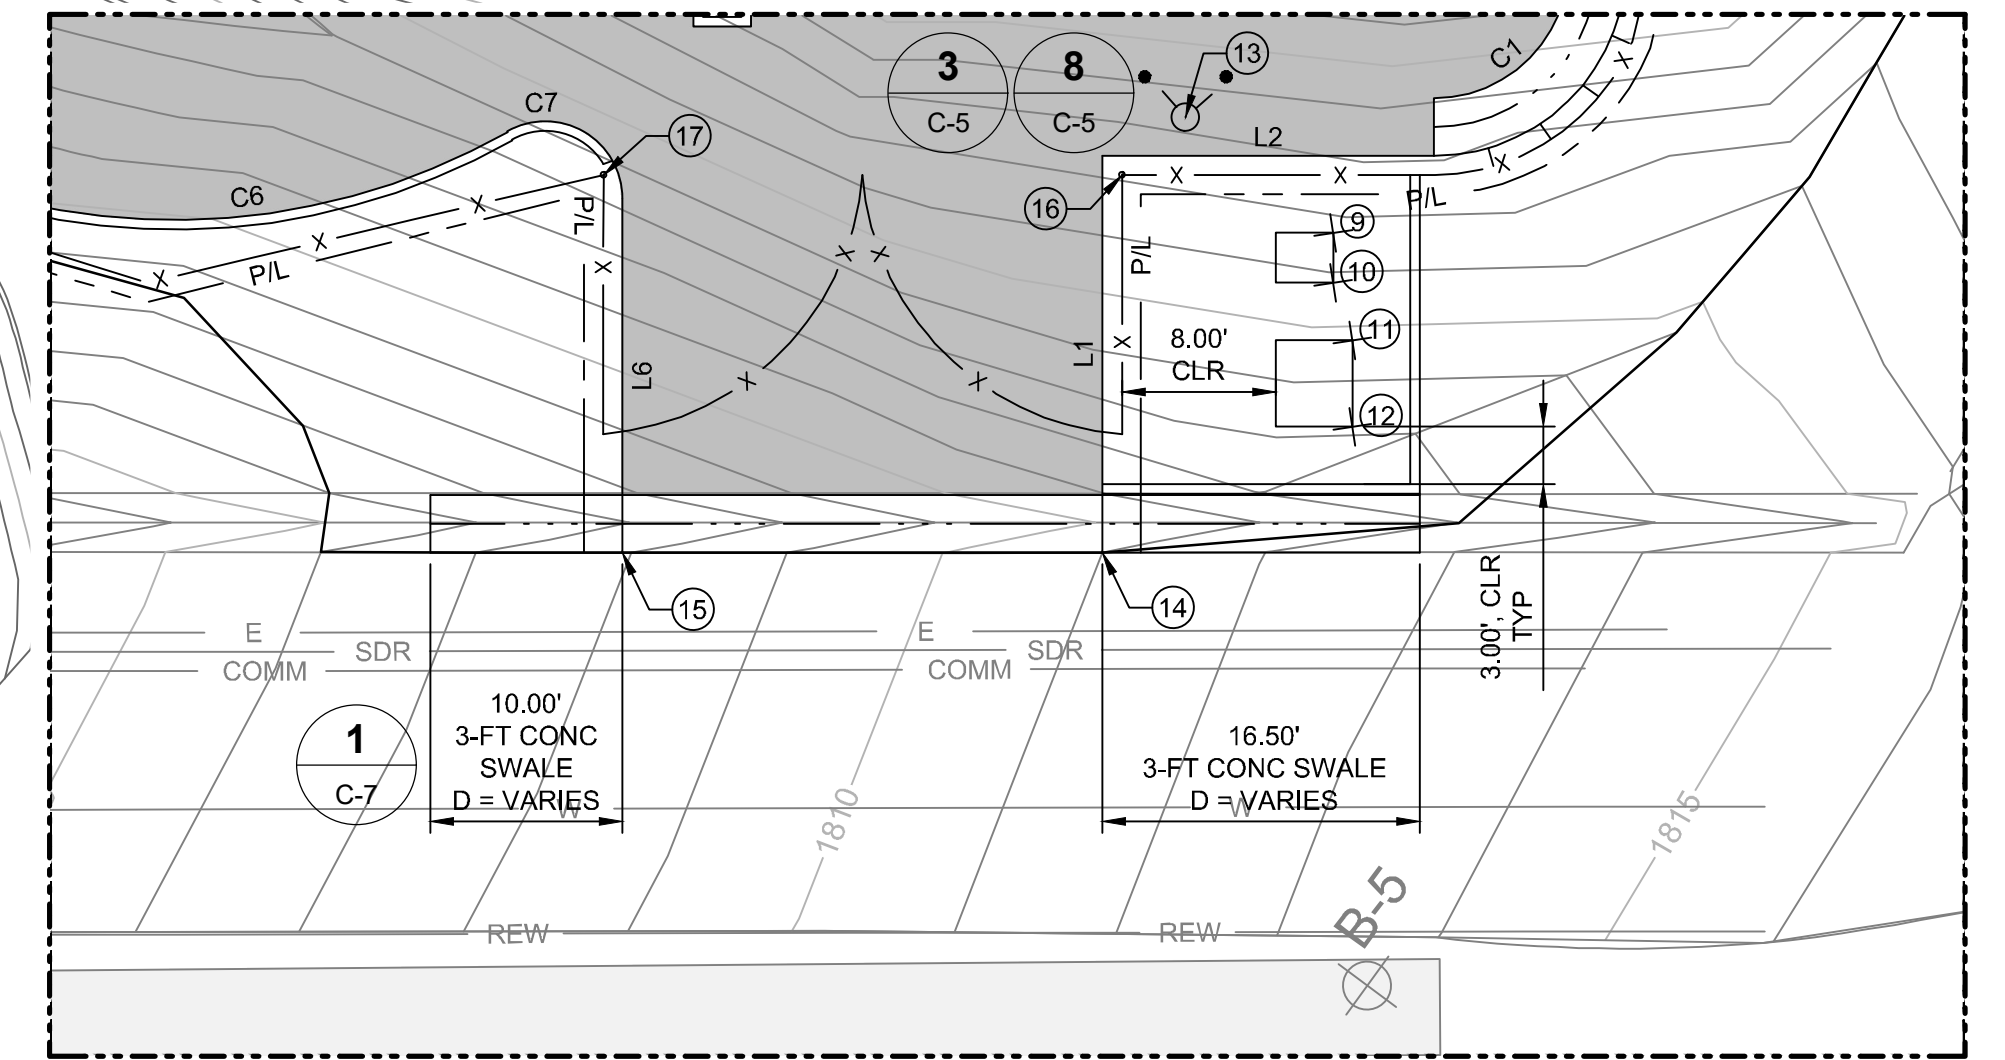 3
C-5
8
C-5
13
C1
C7
17
L2
C6
P/L
P/L
16
P/L
P/L
9
10
11
12
L6
L1
8.00'
CLR
X
X
X
X
X
X
X
X
X
X
X
X
X
15
14
3.00', CLR
TYP
E
E
SDR
SDR
COMM
COMM
10.00'
3-FT CONC
SWALE
D = VARIES
W
16.50'
3-FT CONC SWALE
D = VARIES
W
1
C-7
1810
1815
B-5
REW
REW